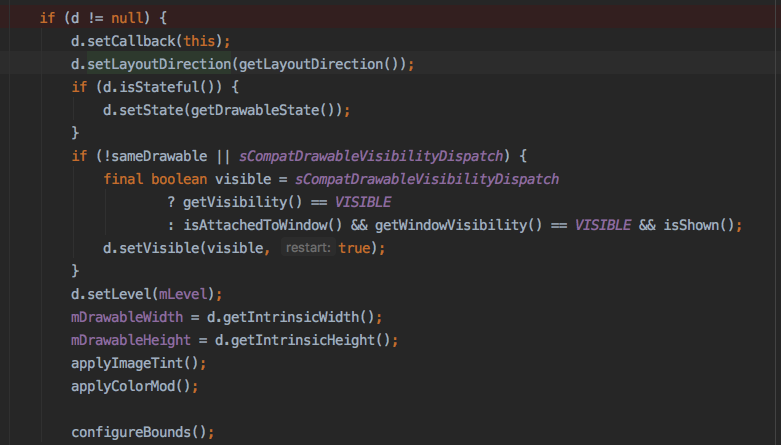 if (d != null) {
d.setCallback(this);
d.setLayoutDirection(getLayoutDirection());
if (d.isStateful()) {
d.setState(getDrawableState());
}
if (!sameDrawable || sCompatDrawableVisibilityDispatch) {
final boolean visible = sCompatDrawableVisibilityDispatch
? getVisibility() == VISIBLE
: isAttachedToWindow() && getWindowVisibility() == VISIBLE && isShown();
d.setVisible(visible, restart: true);
}
d.setLevel(mLevel);
mDrawableWidth = d.getIntrinsicWidth();
mDrawableHeight = d.getIntrinsicHeight();
applyImageTint();
applyColorMod();
configureBounds();